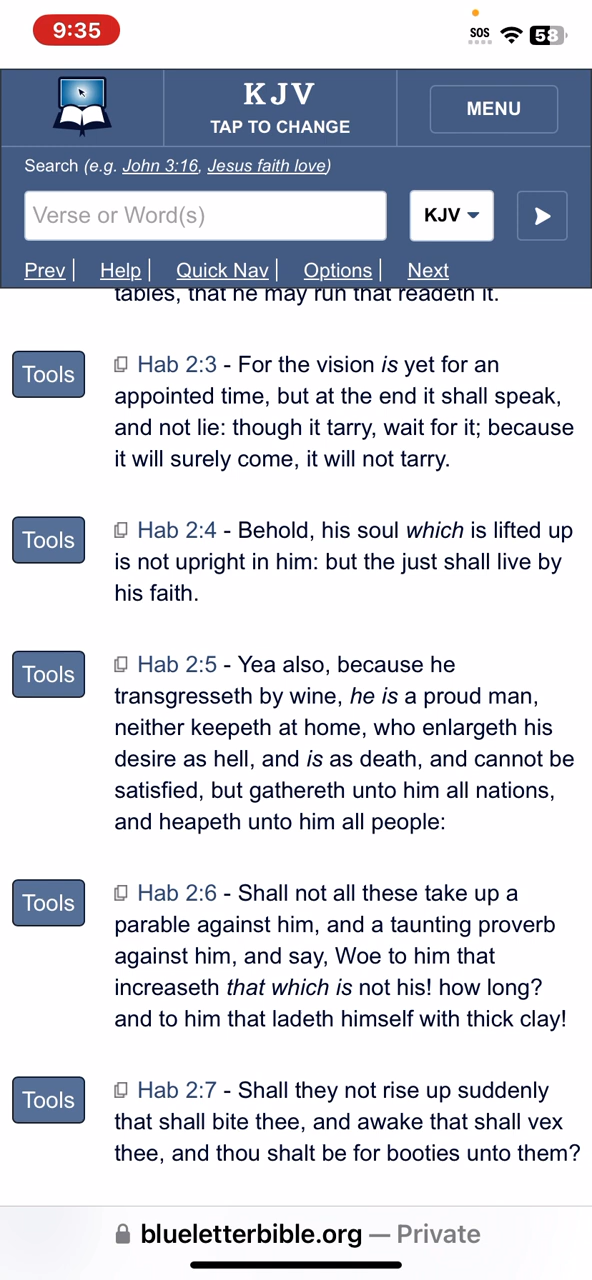 9:35
SOS
58
KJV
TAP TO CHANGE
MENU
Search (e.g. John 3:16, Jesus faith love)
Verse or Word(s)
KJV
Prev | Help | Quick Nav | Options | Next
tables, that he may run that readeth it.
Tools
Hab 2:3 - For the vision is yet for an
appointed time, but at the end it shall speak,
and not lie: though it tarry, wait for it; because
it will surely come, it will not tarry.
Tools
Hab 2:4 - Behold, his soul which is lifted up
is not upright in him: but the just shall live by
his faith.
Tools
Hab 2:5 - Yea also, because he
transgresseth by wine, he is a proud man,
neither keepeth at home, who enlargeth his
desire as hell, and is as death, and cannot be
satisfied, but gathereth unto him all nations,
and heapeth unto him all people:
Tools
Hab 2:6 - Shall not all these take up a
parable against him, and a taunting proverb
against him, and say, Woe to him that
increaseth that which is not his! how long?
and to him that ladeth himself with thick clay!
Tools
Hab 2:7 - Shall they not rise up suddenly
that shall bite thee, and awake that shall vex
thee, and thou shalt be for booties unto them?
blueletterbible.org — Private